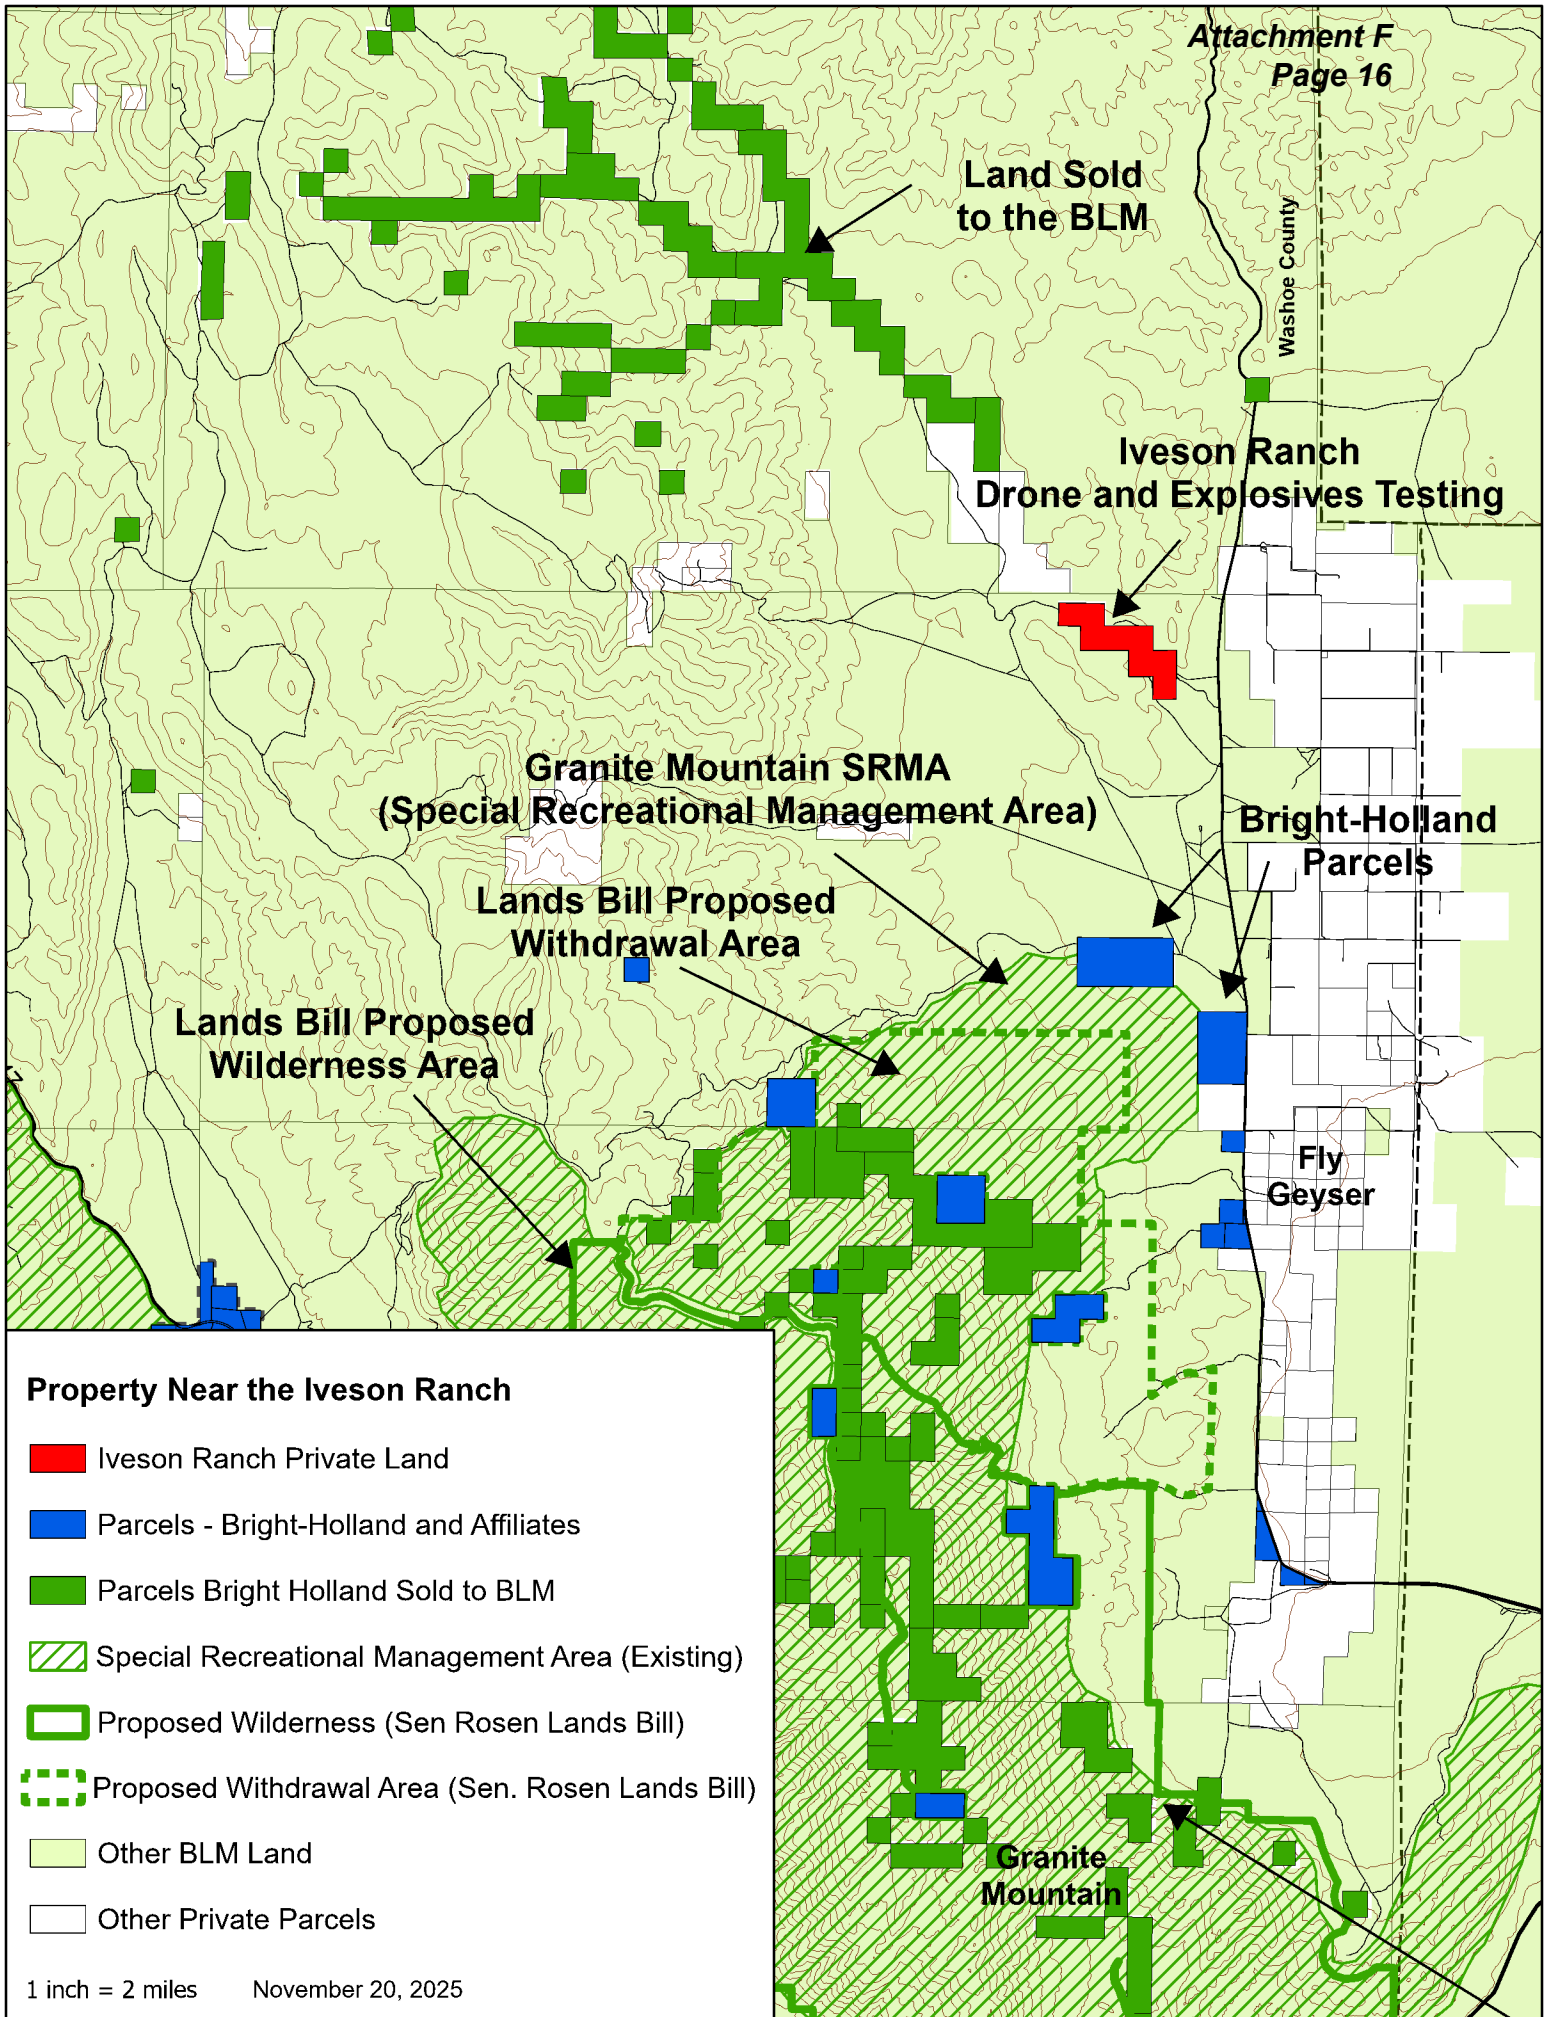 Attachment F
Page 16
Land Sold
to the BLM
Washoe County
Iveson Ranch
Drone and Explosives Testing
Granite Mountain SRMA
(Special Recreational Management Area)
Bright-Holland
Parcels
Lands Bill Proposed
Withdrawal Area
Lands Bill Proposed
Wilderness Area
Fly
Geyser
Granite
Mountain
Property Near the Iveson Ranch
Iveson Ranch Private Land
Parcels - Bright-Holland and Affiliates
Parcels Bright Holland Sold to BLM
Special Recreational Management Area (Existing)
Proposed Wilderness (Sen Rosen Lands Bill)
Proposed Withdrawal Area (Sen. Rosen Lands Bill)
Other BLM Land
Other Private Parcels
1 inch = 2 miles November 20, 2025